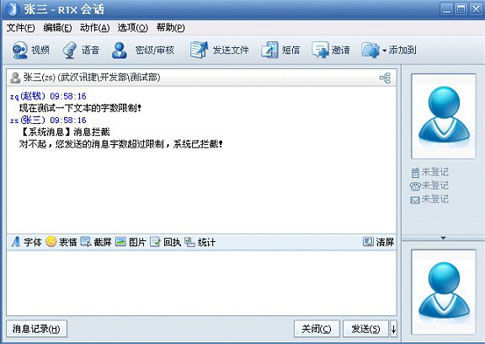 张三 - RTX 会话
文件(F) 编辑(E) 动作(A) 选项(O) 帮助(P)
视频 语音 密级/审核 发送文件 短信 邀请 添加到
张三(zs) (武汉讯捷\开发部\测试部)
zq(赵钱) 09:58:16
现在测试一下文本的字数限制!
zs(张三) 09:58:16
【系统消息】消息拦截
对不起,您发送的消息字数超过限制,系统已拦截!
未登记
未登记
未登记
字体 表情 截屏 图片 回执 统计 清屏
消息记录(H) 关闭(C) 发送(S)